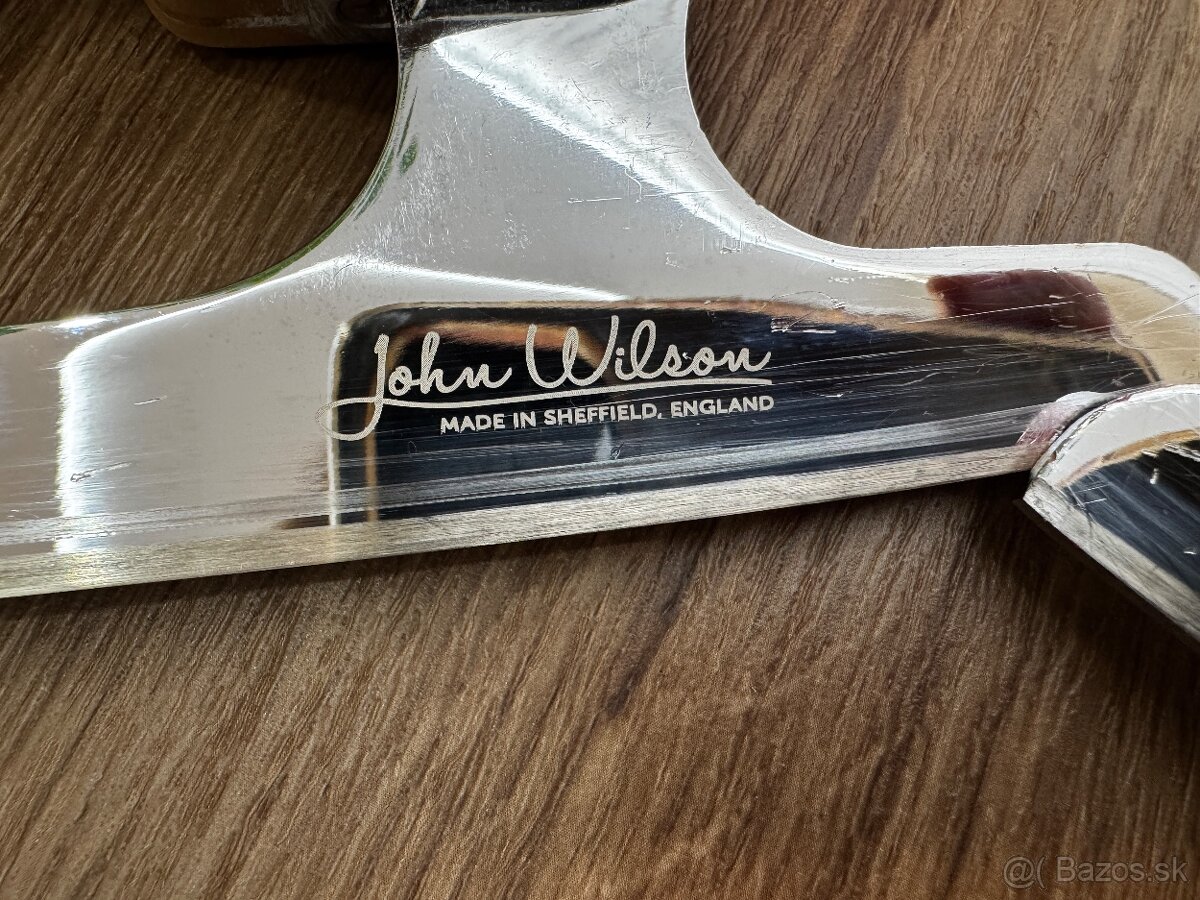 John Wilson
MADE IN SHEFFIELD, ENGLAND
@( Bazos.sk